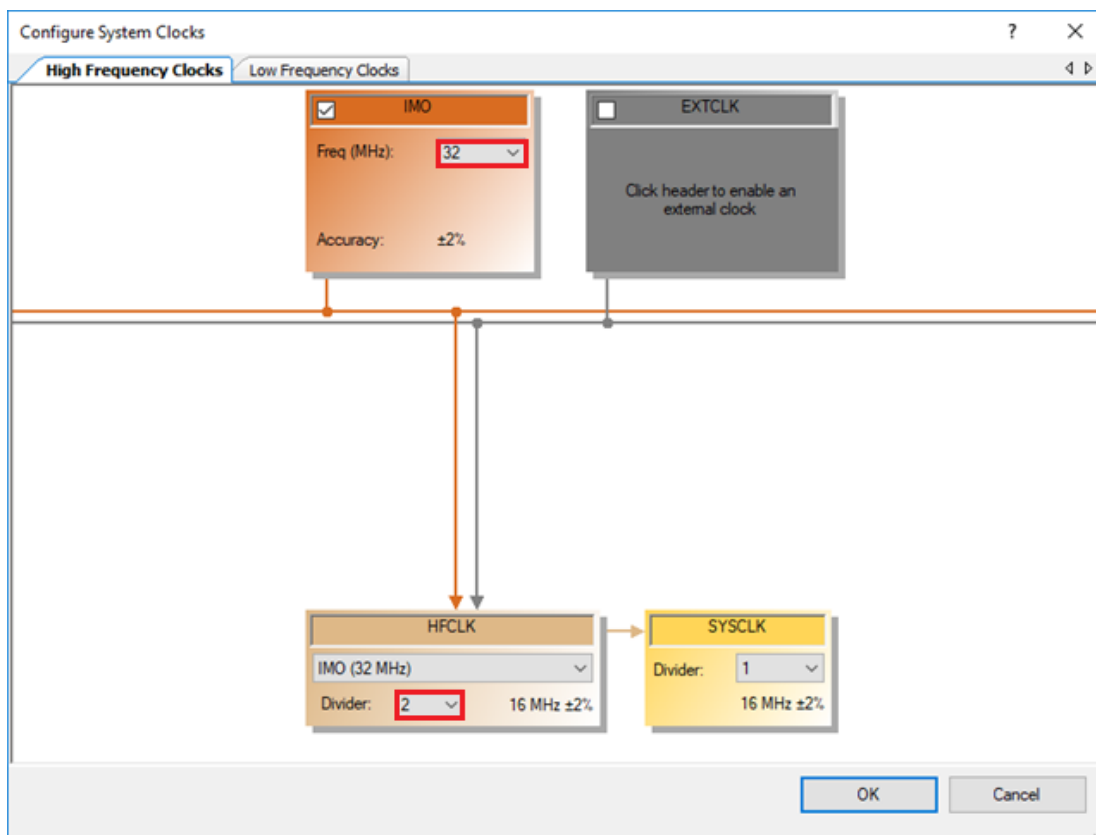 Configure System Clocks
High Frequency Clocks Low Frequency Clocks
IMO
Freq (MHz): 32
Accuracy: ±2%
EXTCLK
Click header to enable an
external clock
HFCLK
IMO (32 MHz)
Divider: 2 16 MHz ±2%
SYSCLK
Divider: 1
16 MHz ±2%
OK Cancel